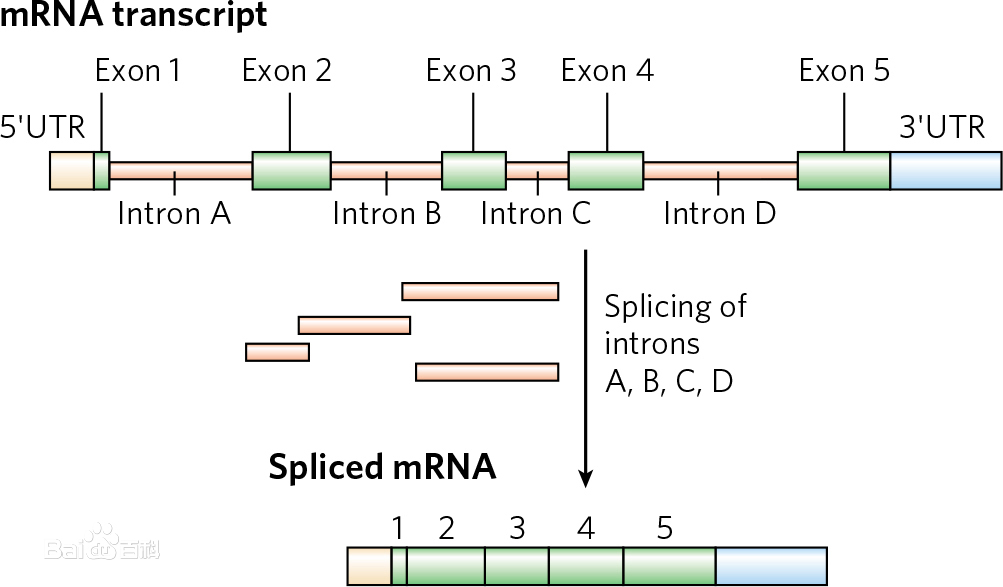 mRNA transcript
Exon 1 Exon 2 Exon 3 Exon 4 Exon 5
5'UTR 3'UTR
Intron A Intron B Intron C Intron D
Splicing of
introns
A, B, C, D
Spliced mRNA
1 2 3 4 5
Bai百科